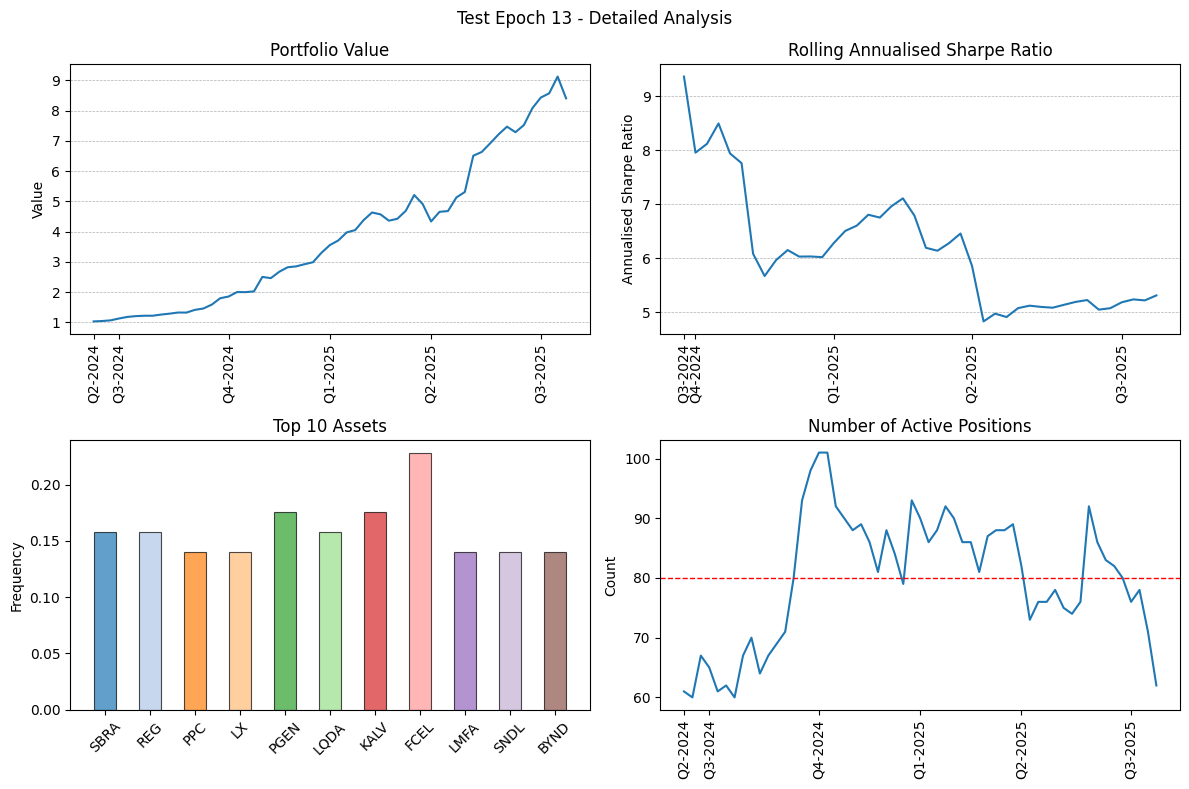 Test Epoch 13 - Detailed Analysis
Portfolio Value
Value
9
8
7
6
5
4
3
2
1
Q2-2024
Q3-2024
Q4-2024
Q1-2025
Q2-2025
Q3-2025
Rolling Annualised Sharpe Ratio
Annualised Sharpe Ratio
9
8
7
6
5
Q3-2024
Q4-2024
Q1-2025
Q2-2025
Q3-2025
Top 10 Assets
Frequency
0.20
0.15
0.10
0.05
0.00
SBRA
REG
PPC
LX
PGEN
LQDA
KALV
FCEL
LMFA
SNDL
BYND
Number of Active Positions
Count
100
90
80
70
60
Q2-2024
Q3-2024
Q4-2024
Q1-2025
Q2-2025
Q3-2025